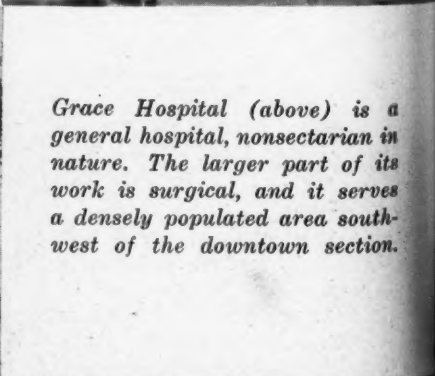 Grace Hospital (above) is a
general hospital, nonsectarian in
nature. The larger part of its
work is surgical, and it serves
a densely populated area south-
west of the downtown section.